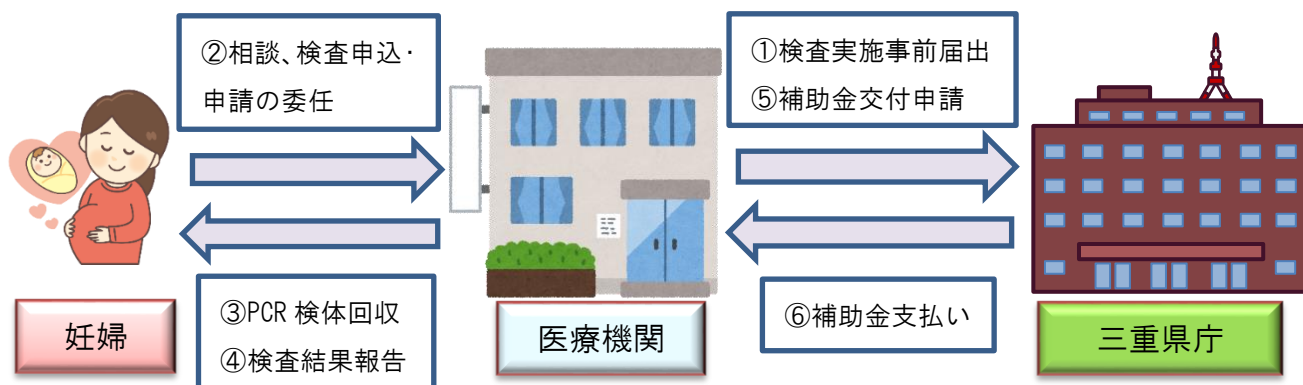 ②相談、検査申込・
申請の委任
①検査実施事前届出
⑤補助金交付申請
③PCR 検体回収
④検査結果報告
⑥補助金支払い
妊婦
医療機関
三重県庁